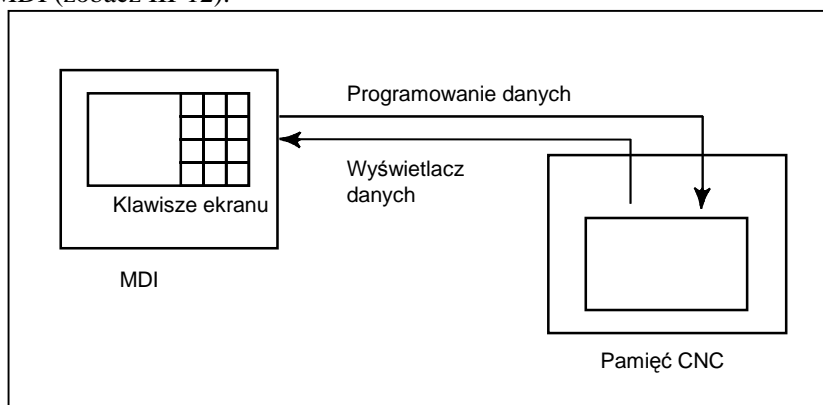 MDI (zobacz III-12).
Programowanie danych
Wyświetlacz
danych
Klawisze ekranu
MDI
Pamięć CNC